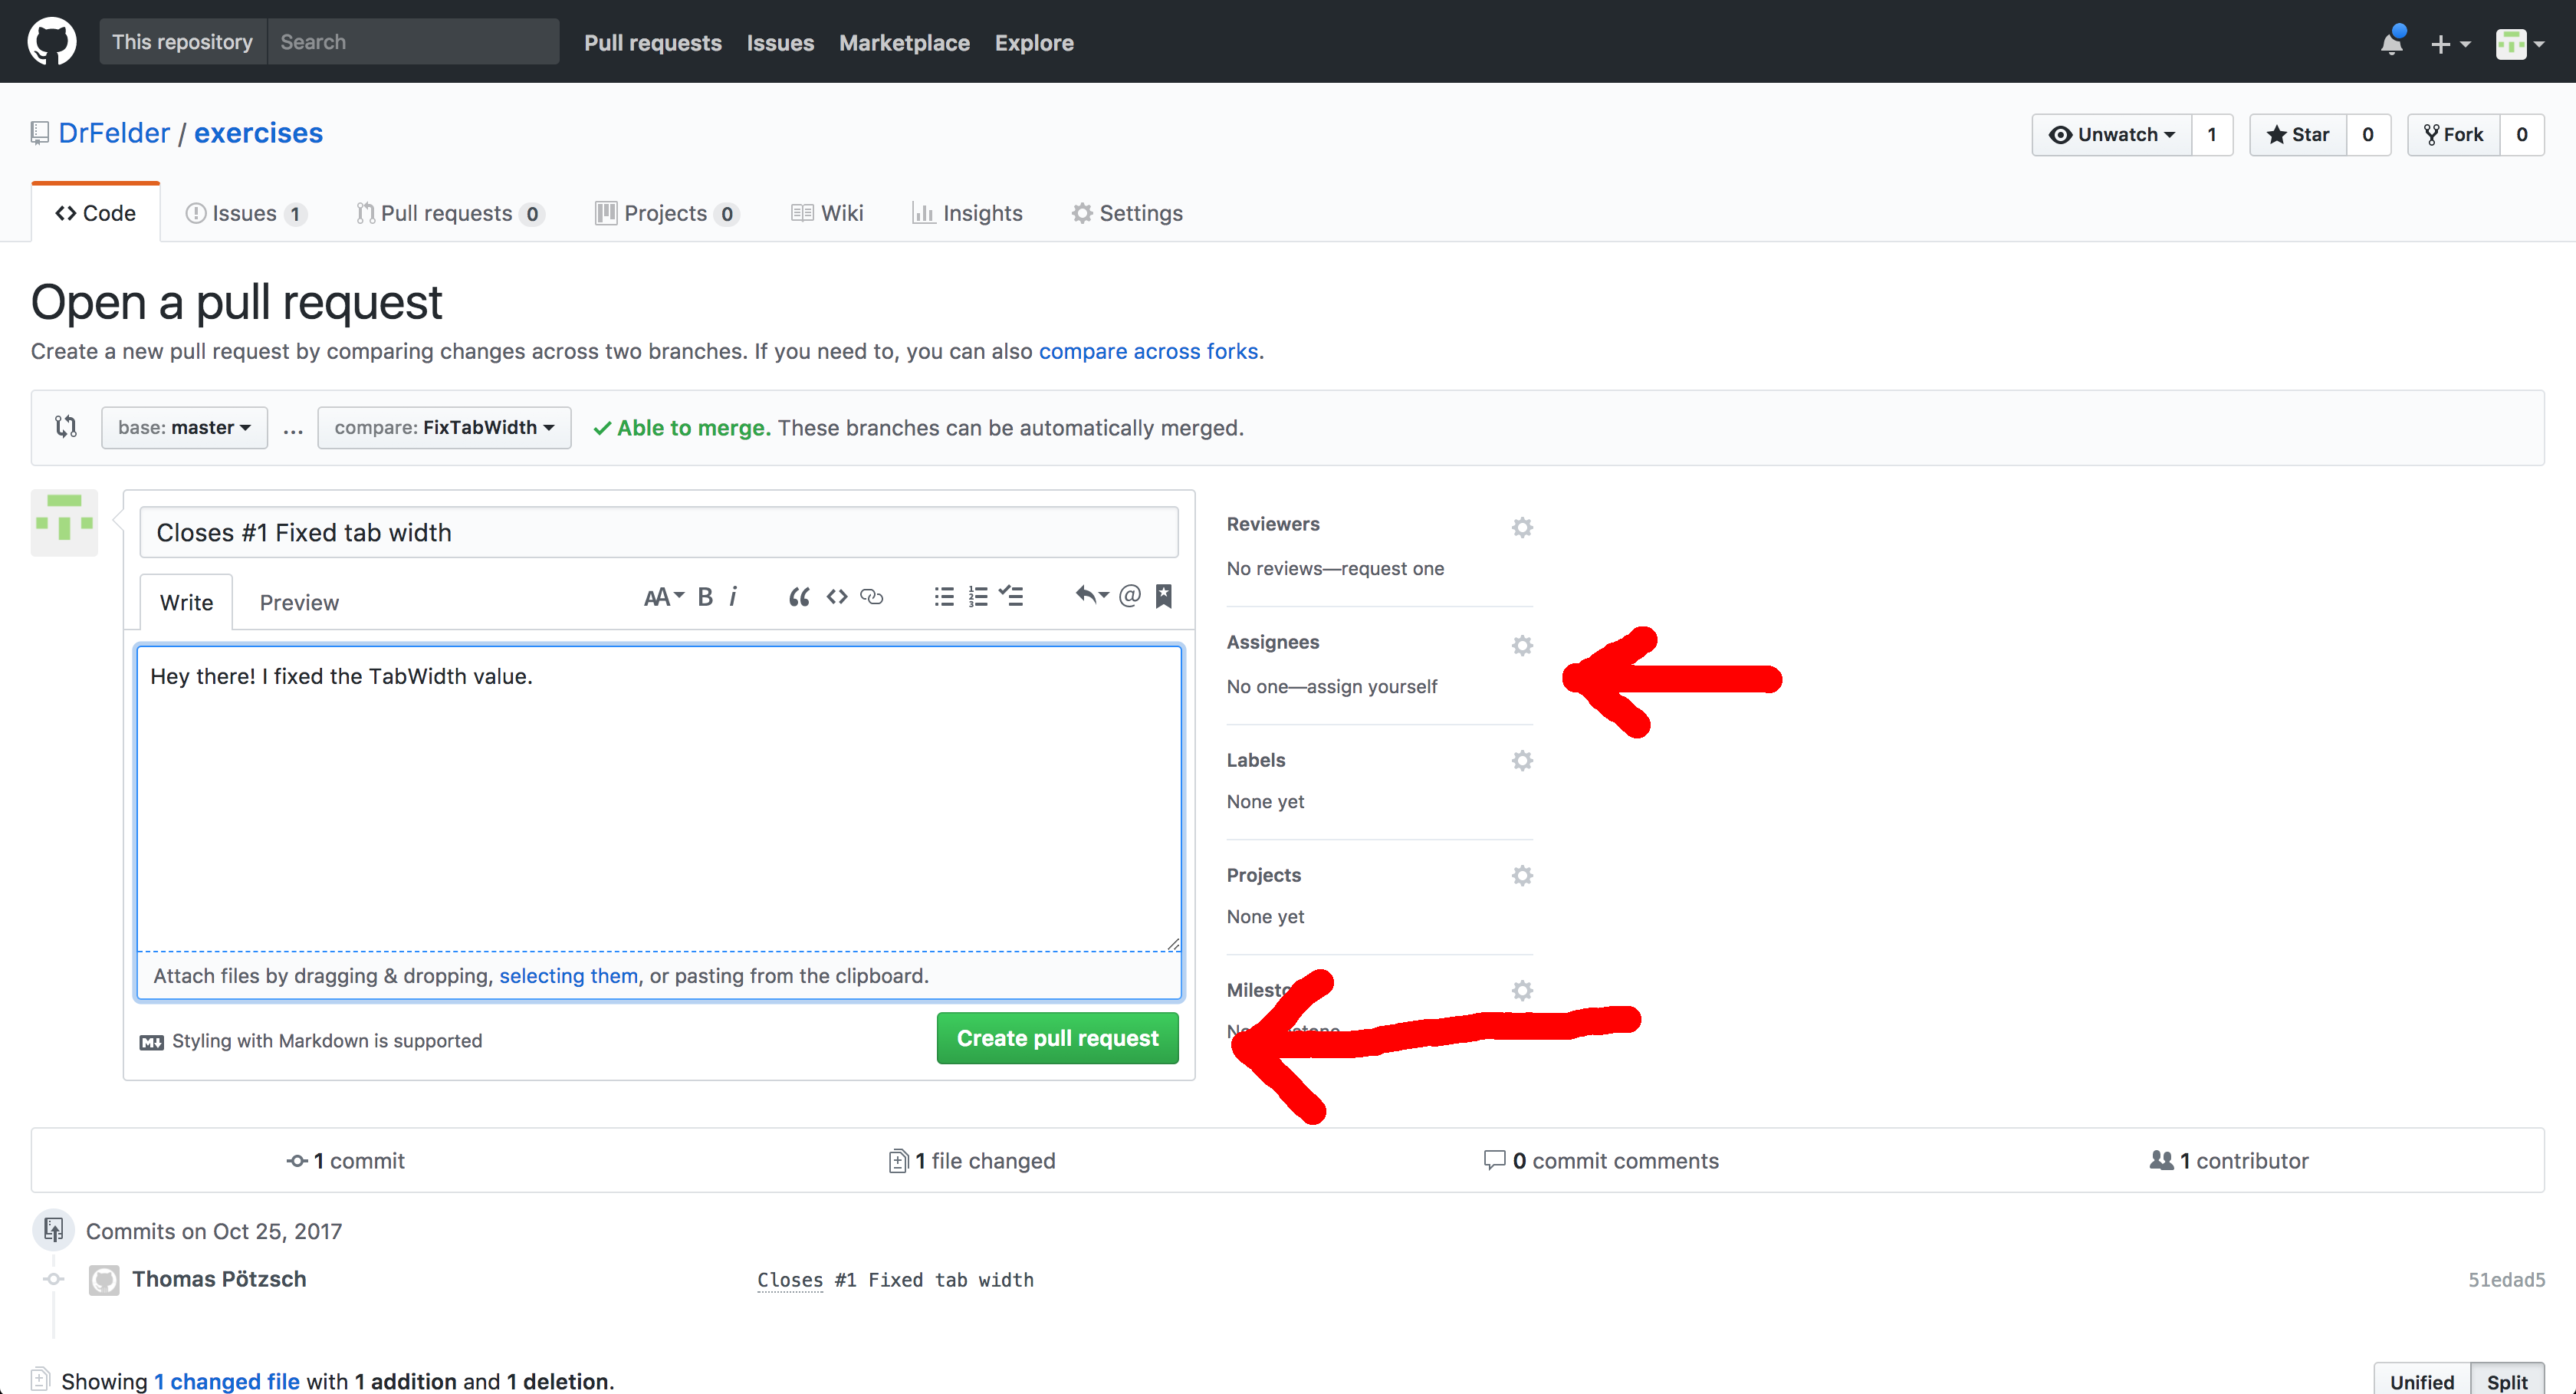 This repository Search Pull requests Issues Marketplace Explore
DrFelder / exercises
Unwatch 1 Star 0 Fork 0
Code Issues 1 Pull requests 0 Projects 0 Wiki Insights Settings
Open a pull request
Create a new pull request by comparing changes across two branches. If you need to, you can also compare across forks.
base: master ... compare: FixTabWidth Able to merge. These branches can be automatically merged.
Closes #1 Fixed tab width
Write Preview
Hey there! I fixed the TabWidth value.
Attach files by dragging & dropping, selecting them, or pasting from the clipboard.
Styling with Markdown is supported
Create pull request
Reviewers
No reviews—request one
Assignees
No one—assign yourself
Labels
None yet
Projects
None yet
1 commit 1 file changed 0 commit comments 1 contributor
Commits on Oct 25, 2017
Thomas Pötzsch Closes #1 Fixed tab width 51edad5
Showing 1 changed file with 1 addition and 1 deletion.
Unified Split